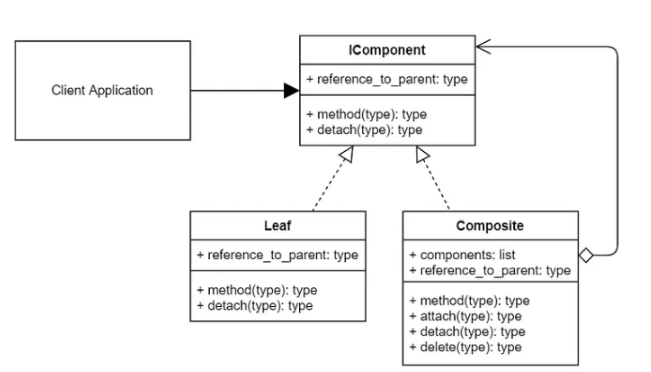 Client Application
IComponent
+ reference_to_parent: type
+ method(type): type
+ detach(type): type
Leaf
+ reference_to_parent: type
+ method(type): type
+ detach(type): type
Composite
+ components: list
+ reference_to_parent: type
+ method(type): type
+ attach(type): type
+ detach(type): type
+ delete(type): type